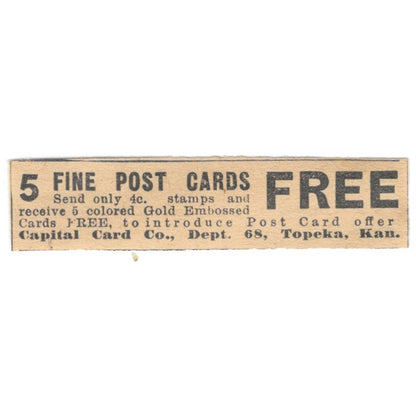 5 FINE POST CARDS FREE
Send only 4c. stamps and
receive 5 colored Gold Embossed
Cards FREE, to introduce Post Card offer
Capital Card Co., Dept. 68, Topeka, Kan.